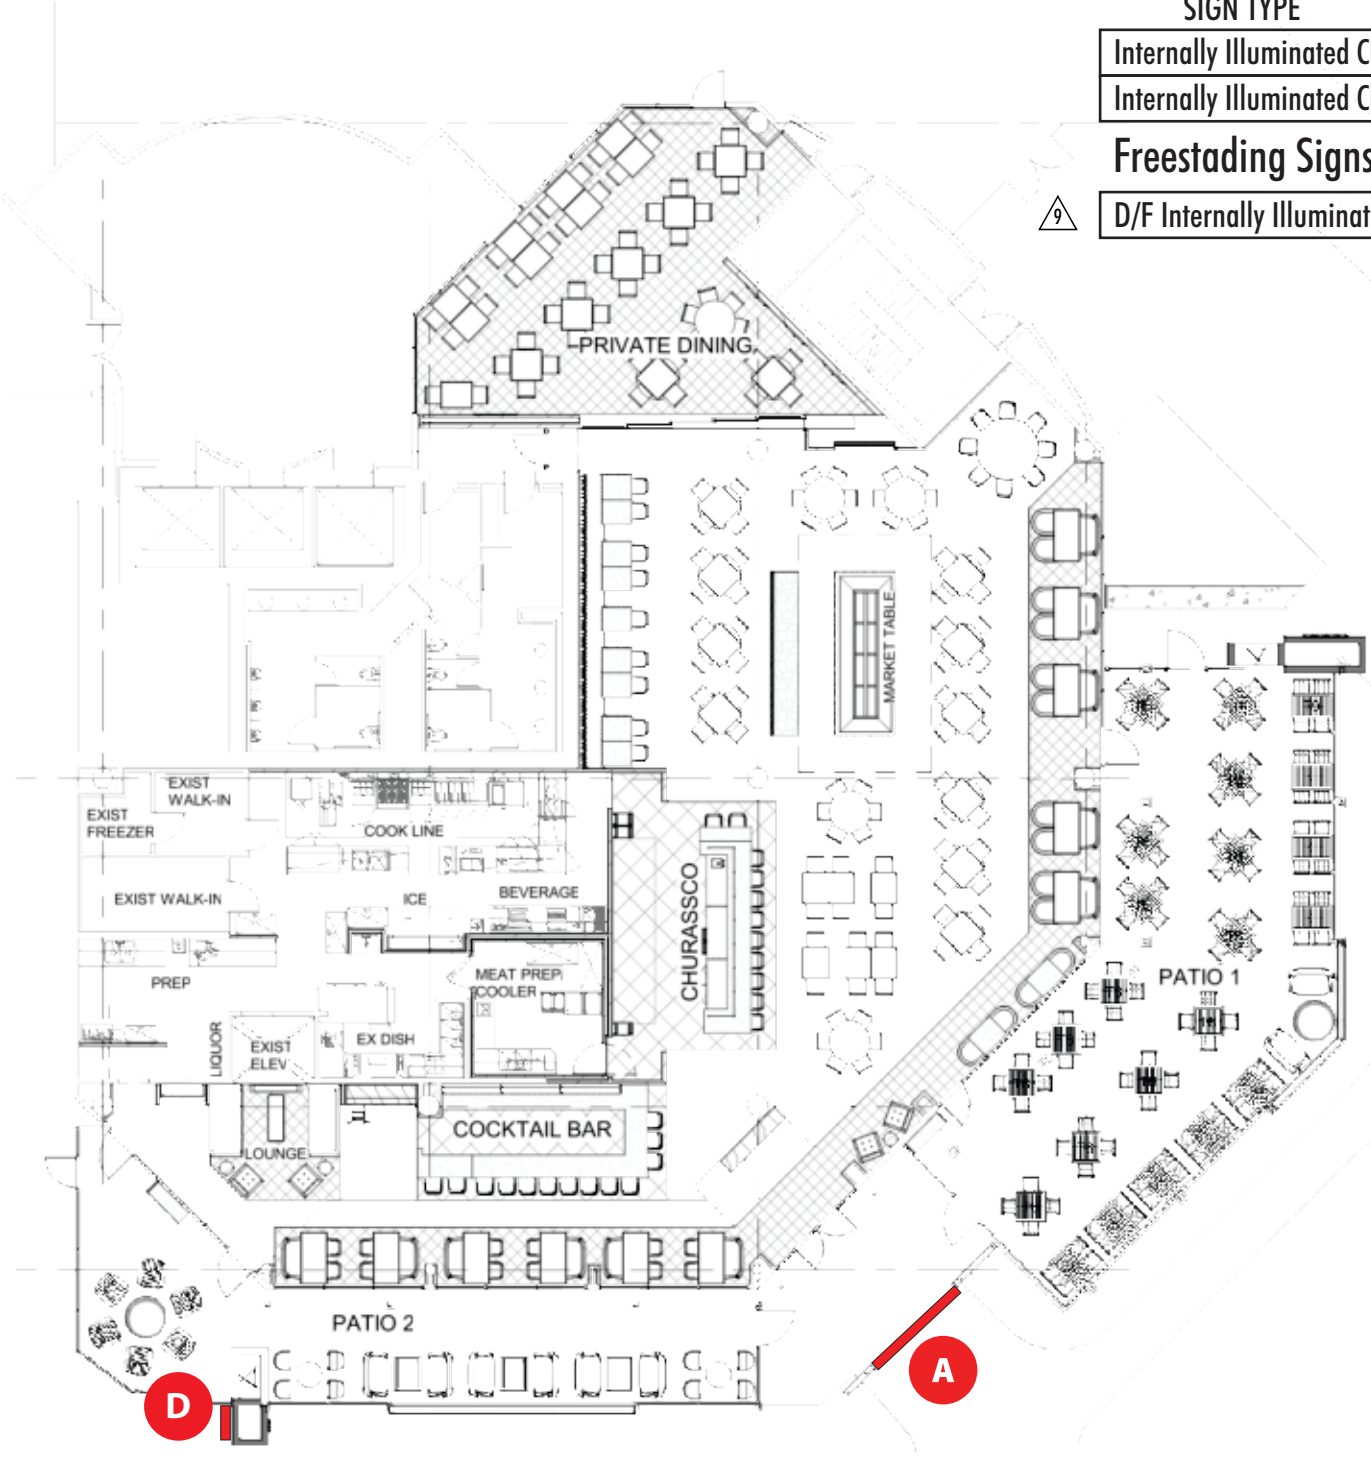 SIGN TYPE
Internally Illuminated C
Internally Illuminated C
Freestading Signs
9
D/F Internally Illuminat
PRIVATE DINING
MARKET TABLE
EXIST
WALK-IN
EXIST
FREEZER
COOK LINE
EXIST WALK-IN
ICE
BEVERAGE
CHURASSCO
MEAT PREP
COOLER
PREP
LIQUOR
EXIST
ELEV
EX DISH
PATIO 1
COCKTAIL BAR
LOUNGE
PATIO 2
A
D